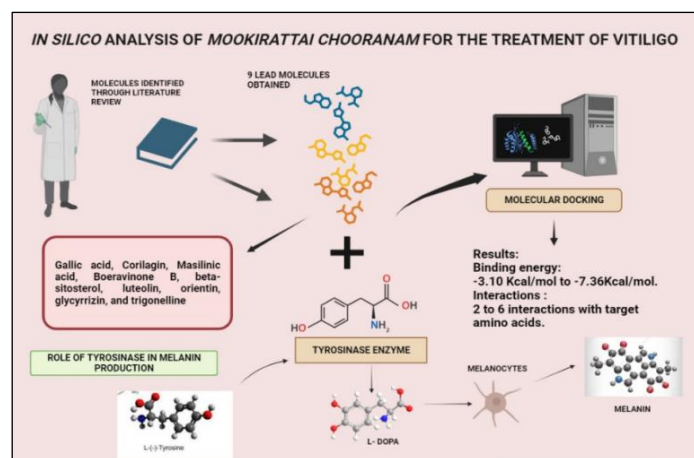 IN SILICO ANALYSIS OF MOOKIRATTAI CHOORANAM FOR THE TREATMENT OF VITILIGO
MOLECULES IDENTIFIED
THROUGH LITERATURE
REVIEW
9 LEAD MOLECULES
OBTAINED
MOLECULAR DOCKING
Gallic acid, Corilagin, Masilinic
acid, Boeravinone B, beta-
sitosterol, luteolin, orientin,
glycyrrizin, and trigonelline
Results:
Binding energy:
-3.10 Kcal/mol to -7.36Kcal/mol.
Interactions :
2 to 6 interactions with target
amino acids.
O
OH
HO
NH2
TYROSINASE ENZYME
ROLE OF TYROSINASE IN MELANIN
PRODUCTION
L-(-)-Tyrosine
L- DOPA
MELANOCYTES
MELANIN